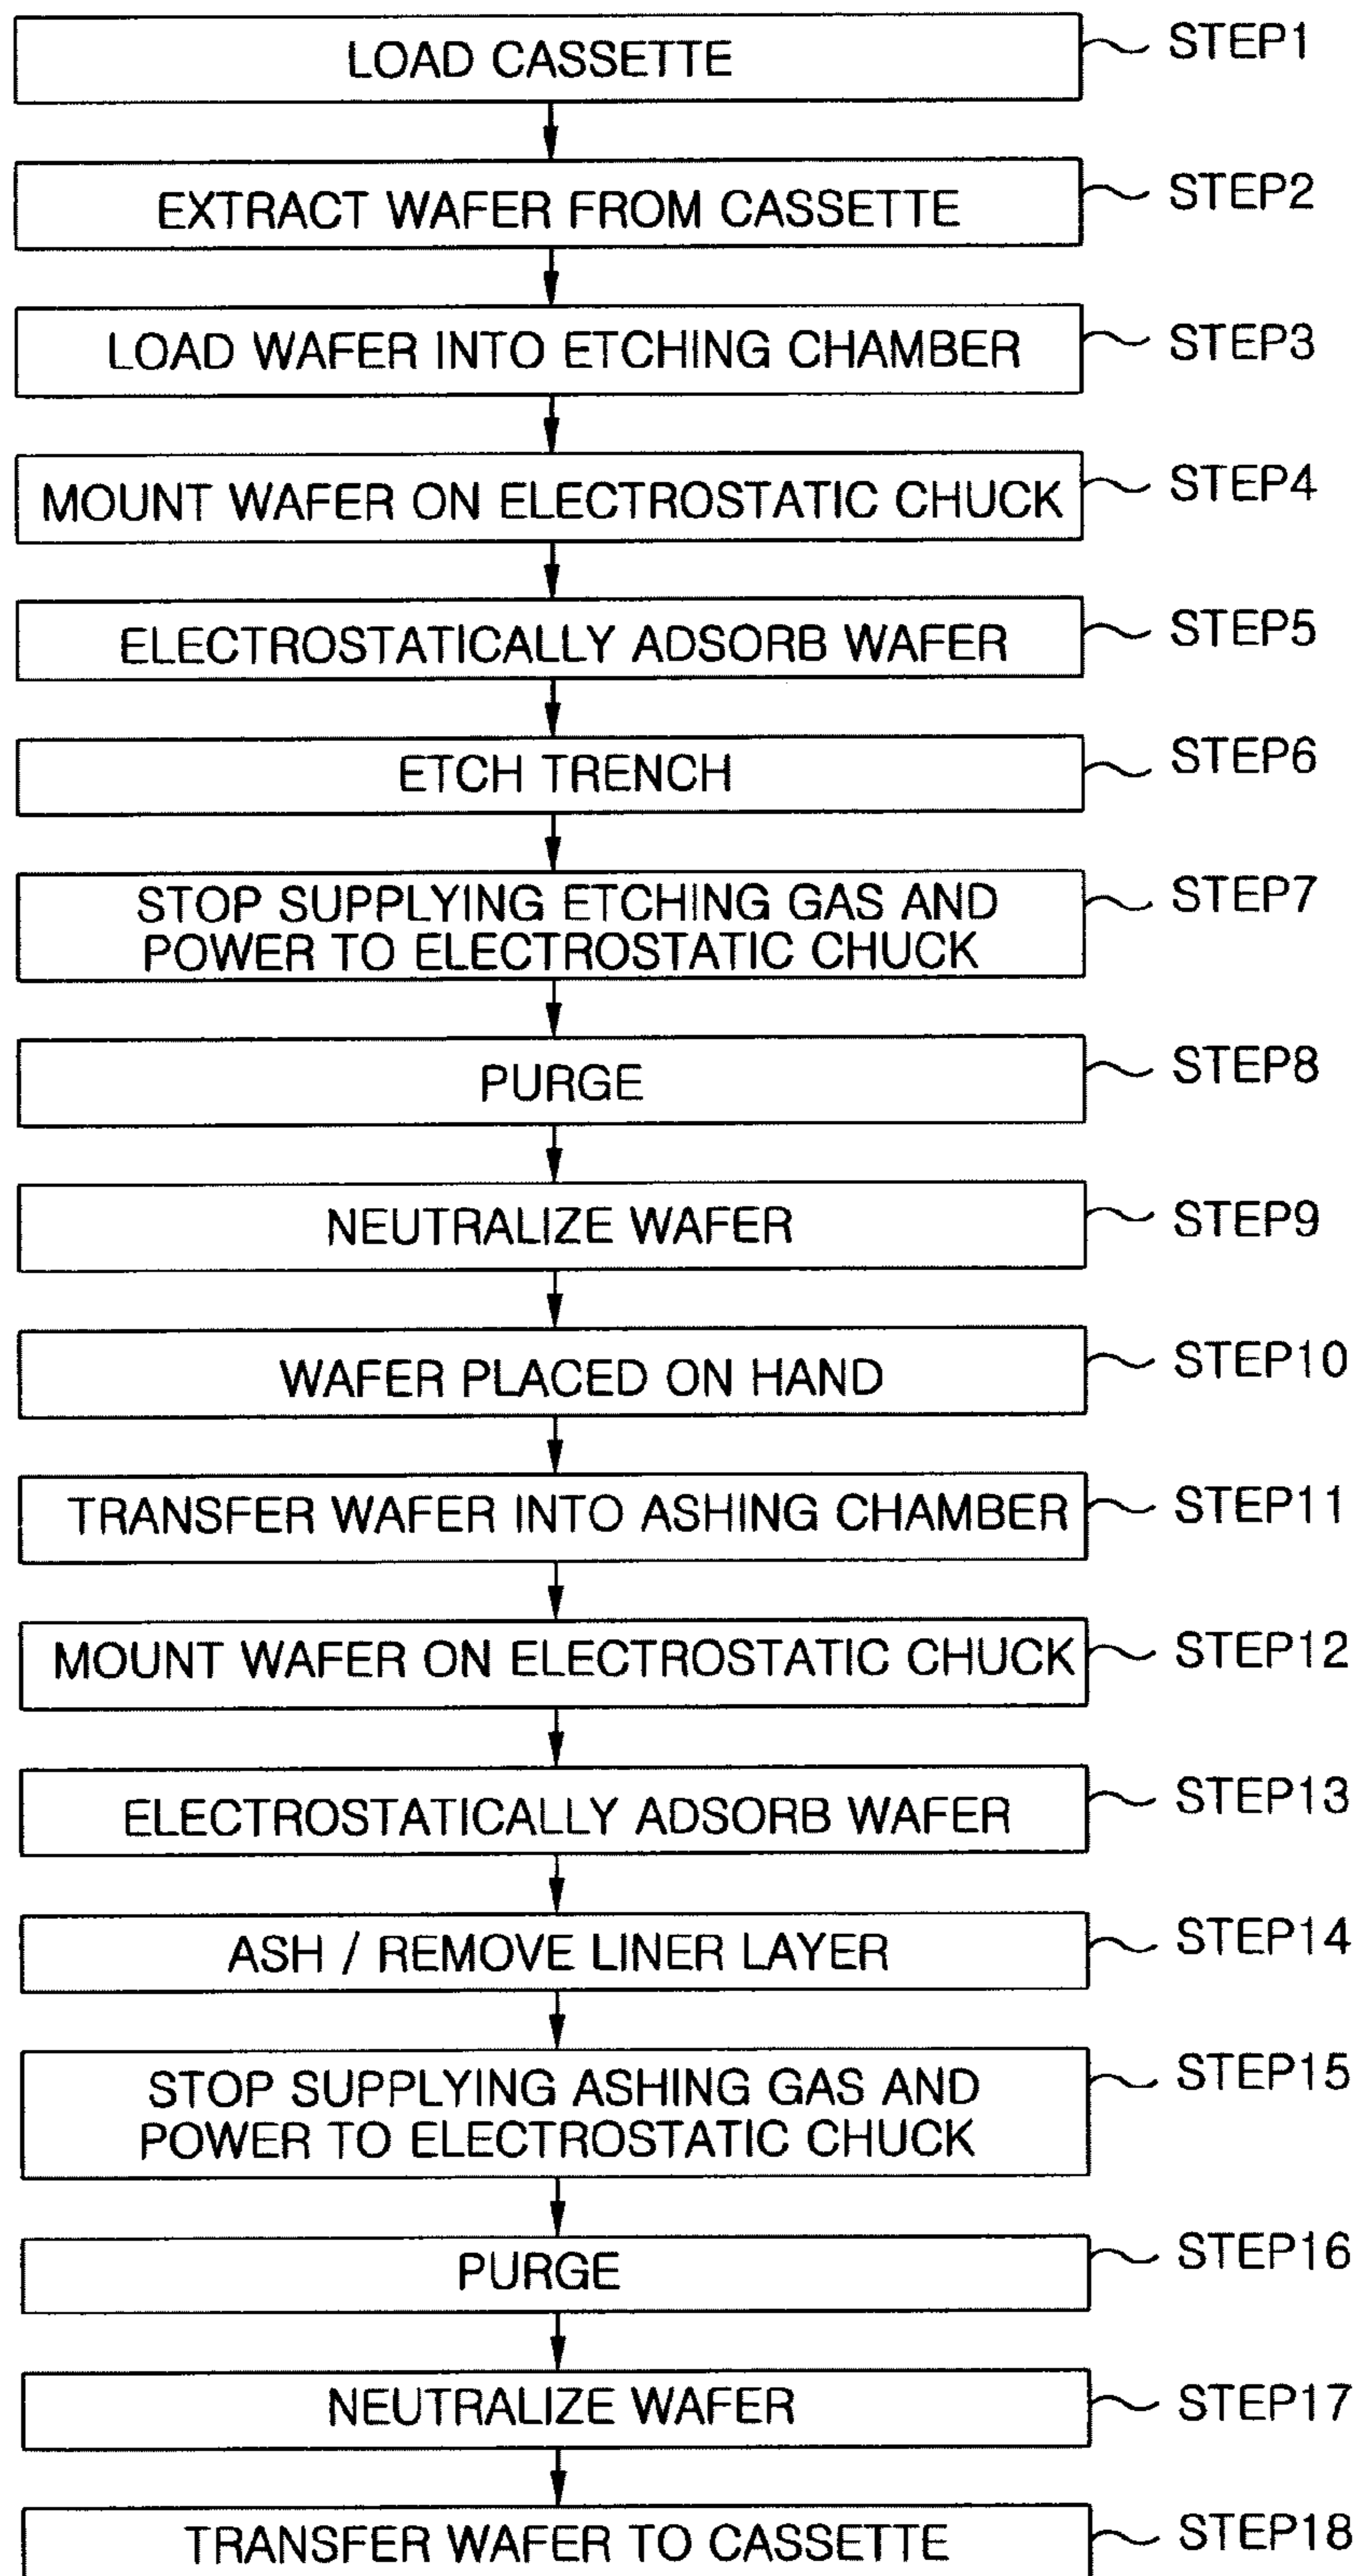 LOAD CASSETTE
STEP1
EXTRACT WAFER FROM CASSETTE
STEP2
LOAD WAFER INTO ETCHING CHAMBER
STEP3
MOUNT WAFER ON ELECTROSTATIC CHUCK
STEP4
ELECTROSTATICALLY ADSORB WAFER
STEP5
ETCH TRENCH
STEP6
STOP SUPPLYING ETCHING GAS AND
POWER TO ELECTROSTATIC CHUCK
STEP7
PURGE
STEP8
NEUTRALIZE WAFER
STEP9
WAFER PLACED ON HAND
STEP10
TRANSFER WAFER INTO ASHING CHAMBER
STEP11
MOUNT WAFER ON ELECTROSTATIC CHUCK
STEP12
ELECTROSTATICALLY ADSORB WAFER
STEP13
ASH / REMOVE LINER LAYER
STEP14
STOP SUPPLYING ASHING GAS AND
POWER TO ELECTROSTATIC CHUCK
STEP15
PURGE
STEP16
NEUTRALIZE WAFER
STEP17
TRANSFER WAFER TO CASSETTE
STEP18